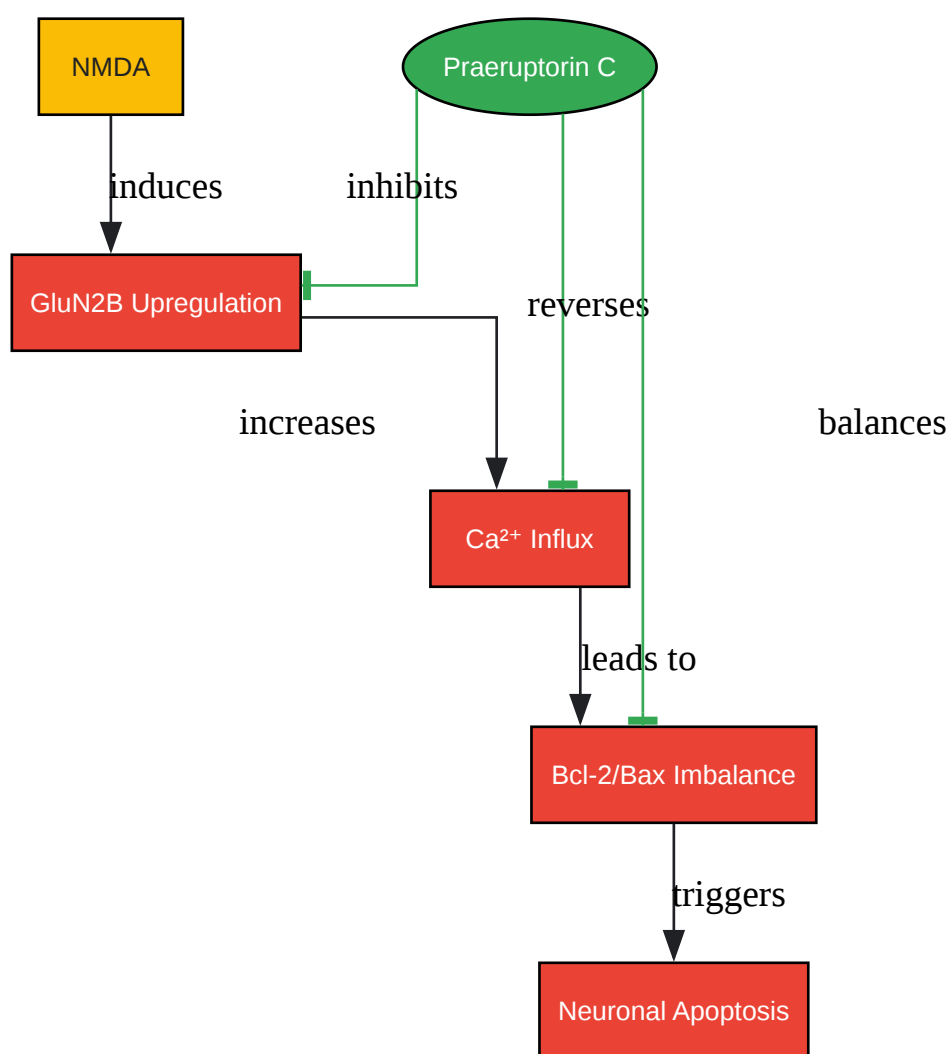 NMDA
Praeruptorin C
induces
inhibits
GluN2B Upregulation
reverses
increases
balances
Ca²⁺ Influx
leads to
Bcl-2/Bax Imbalance
triggers
Neuronal Apoptosis